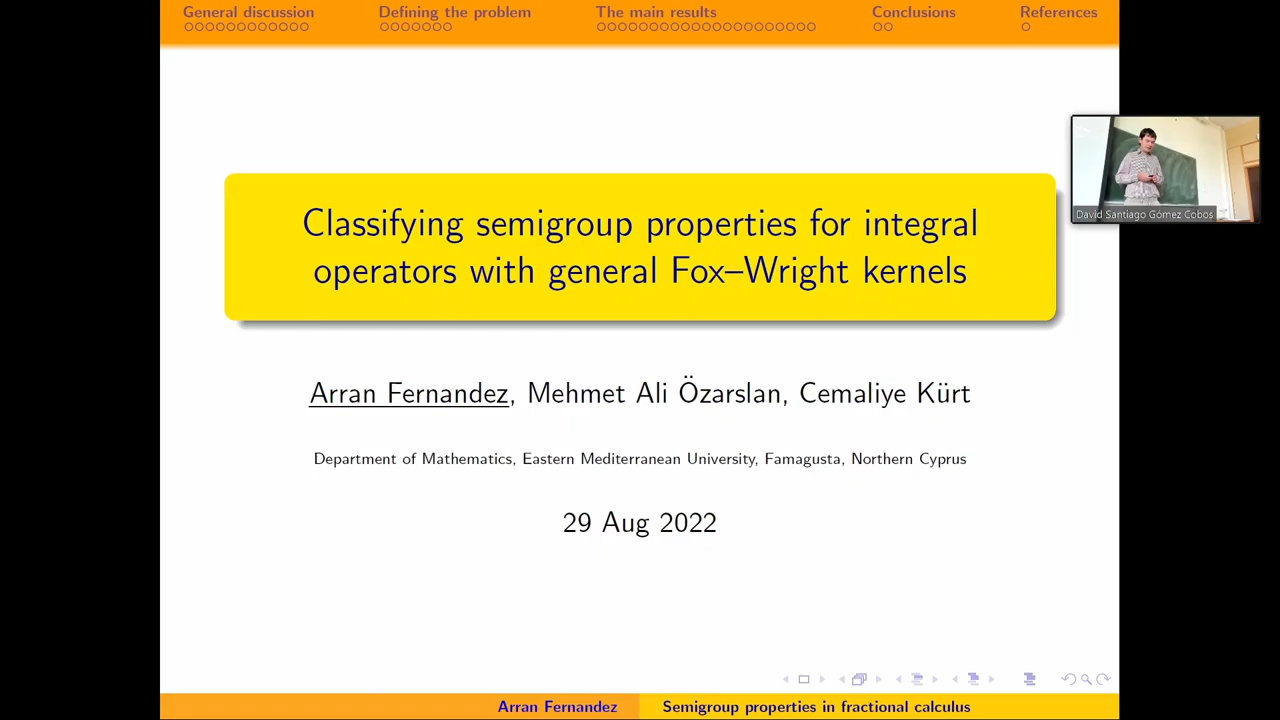 General discussion Defining the problem The main results Conclusions References
Classifying semigroup properties for integral
operators with general Fox–Wright kernels
David Santiago Gómez Cobos
Arran Fernandez, Mehmet Ali Özarslan, Cemaliye Kürt
Department of Mathematics, Eastern Mediterranean University, Famagusta, Northern Cyprus
29 Aug 2022
Arran Fernandez Semigroup properties in fractional calculus